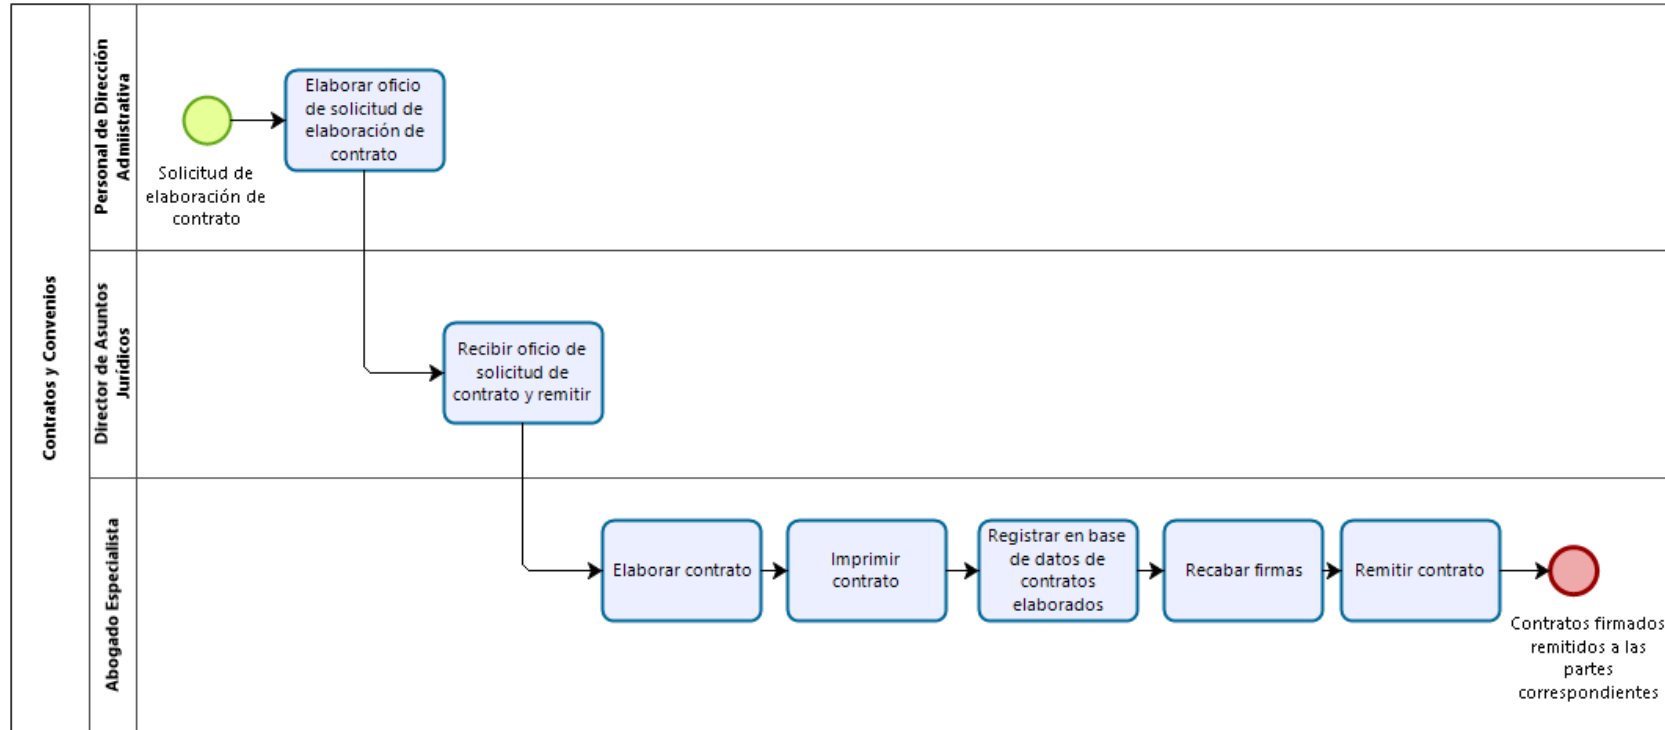 Contratos y Convenios
Personal de Dirección
Admiistrativa
Solicitud de
elaboración de
contrato
Elaborar oficio
de solicitud de
elaboración de
contrato
Director de Asuntos
Jurídicos
Recibir oficio de
solicitud de
contrato y remitir
Abogado Especialista
Elaborar contrato
Imprimir
contrato
Registrar en base
de datos de
contratos
elaborados
Recabar firmas
Remitir contrato
Contratos firmados
remitidos a las
partes
correspondientes